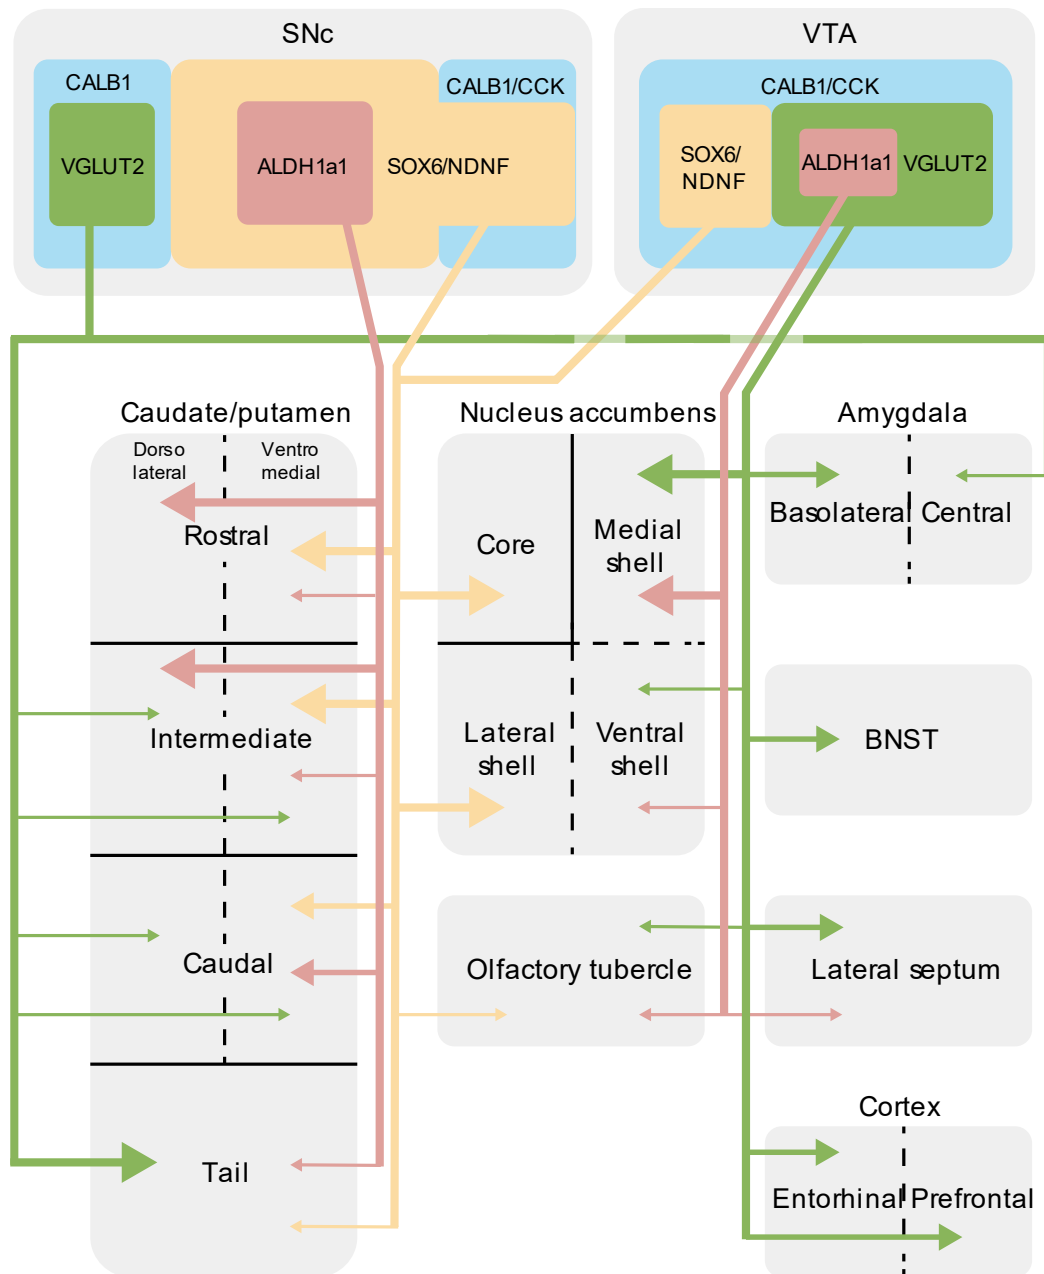 SNc
VTA
CALB1
CALB1/CCK
CALB1/CCK
VGLUT2
ALDH1a1
SOX6/NDNF
SOX6/
NDNF
ALDH1a1
VGLUT2
Caudate/putamen
Nucleus accumbens
Amygdala
Dorso
lateral
Ventro
medial
Rostral
Core
Medial
shell
Basolateral
Central
Intermediate
Lateral
shell
Ventral
shell
BNST
Caudal
Olfactory tubercle
Lateral septum
Cortex
Tail
Entorhinal
Prefrontal